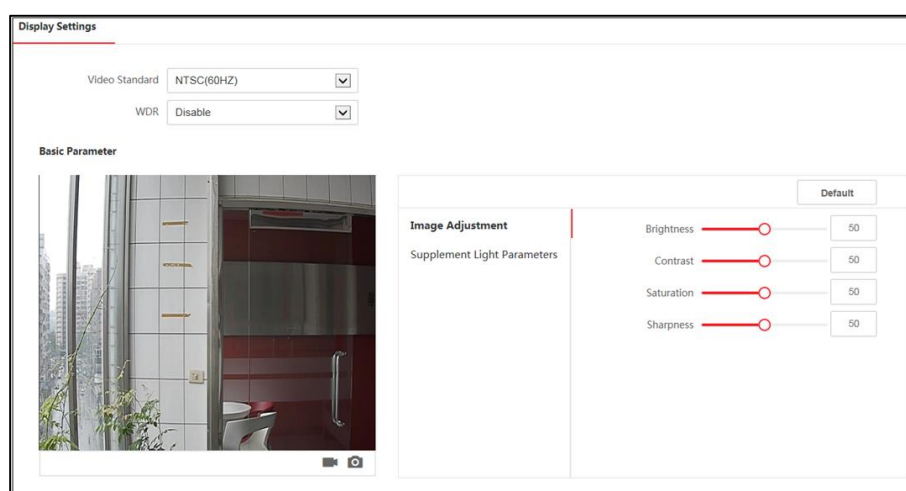 Display Settings
Video Standard NTSC(60HZ)
WDR Disable
Basic Parameter
Default
Image Adjustment
Supplement Light Parameters
Brightness 50
Contrast 50
Saturation 50
Sharpness 50